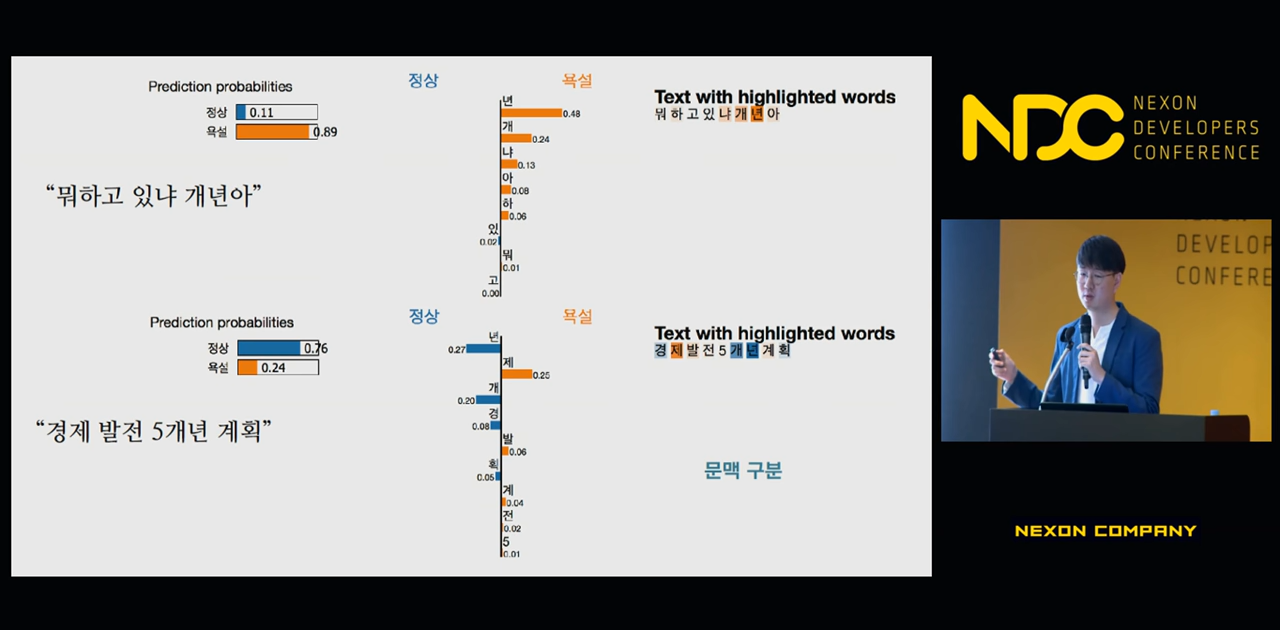 Prediction probabilities
정상 0.11
욕설 0.89
“뭐하고 있냐 개년아”
정상 욕설
년
0.48
개
0.24
냐
0.13
아
0.08
하
0.06
있
0.02
뭐
0.01
고
0.00
Text with highlighted words
뭐하고있냐개년아
Prediction probabilities
정상 0.76
욕설 0.24
“경제 발전 5개년 계획”
정상 욕설
년
0.27
제
0.25
개
0.20
경
0.08
발
0.06
획
0.05
계
0.04
전
0.02
5
0.01
Text with highlighted words
경제발전5개년계획
문맥 구분
NDC
NEXON
DEVELOPERS
CONFERENCE
DEVELOP
CONFERE
NEXON COMPANY